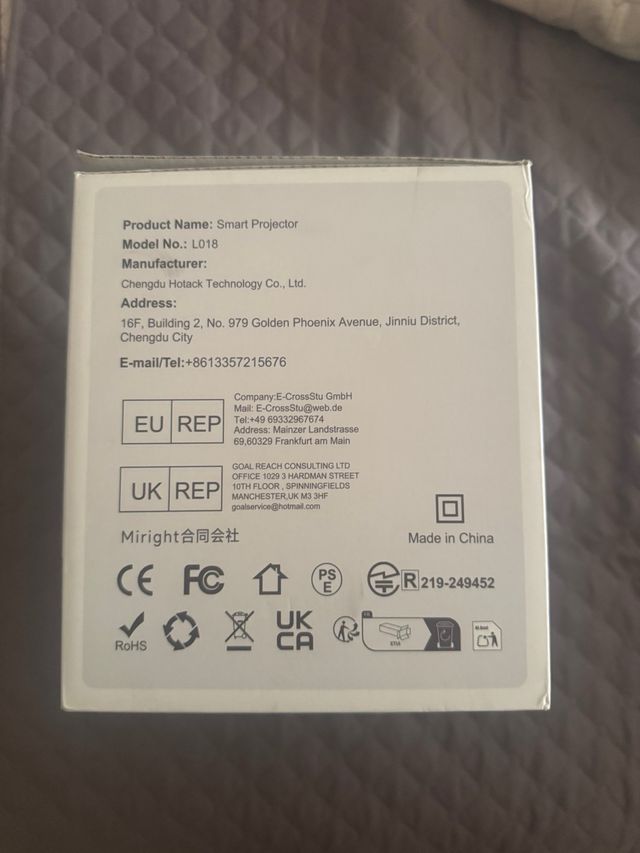 Product Name: Smart Projector
Model No.: L018
Manufacturer:
Chengdu Hotack Technology Co., Ltd.
Address:
16F, Building 2, No. 979 Golden Phoenix Avenue, Jinniu District,
Chengdu City
E-mail/Tel:+8613357215676
EU REP
Company:E-CrossStu GmbH
Mail: E-CrossStu@web.de
Tel:+49 69332967674
Address: Mainzer Landstrasse
69,60329 Frankfurt am Main
UK REP
GOAL REACH CONSULTING LTD
OFFICE 1029 3 HARDMAN STREET
10TH FLOOR , SPINNINGFIELDS
MANCHESTER,UK M3 3HF
goalservice@hotmail.com
Miright合同会社
Made in China
CE
FC
PS
E
R 219-249452
RoHS
UK
CA